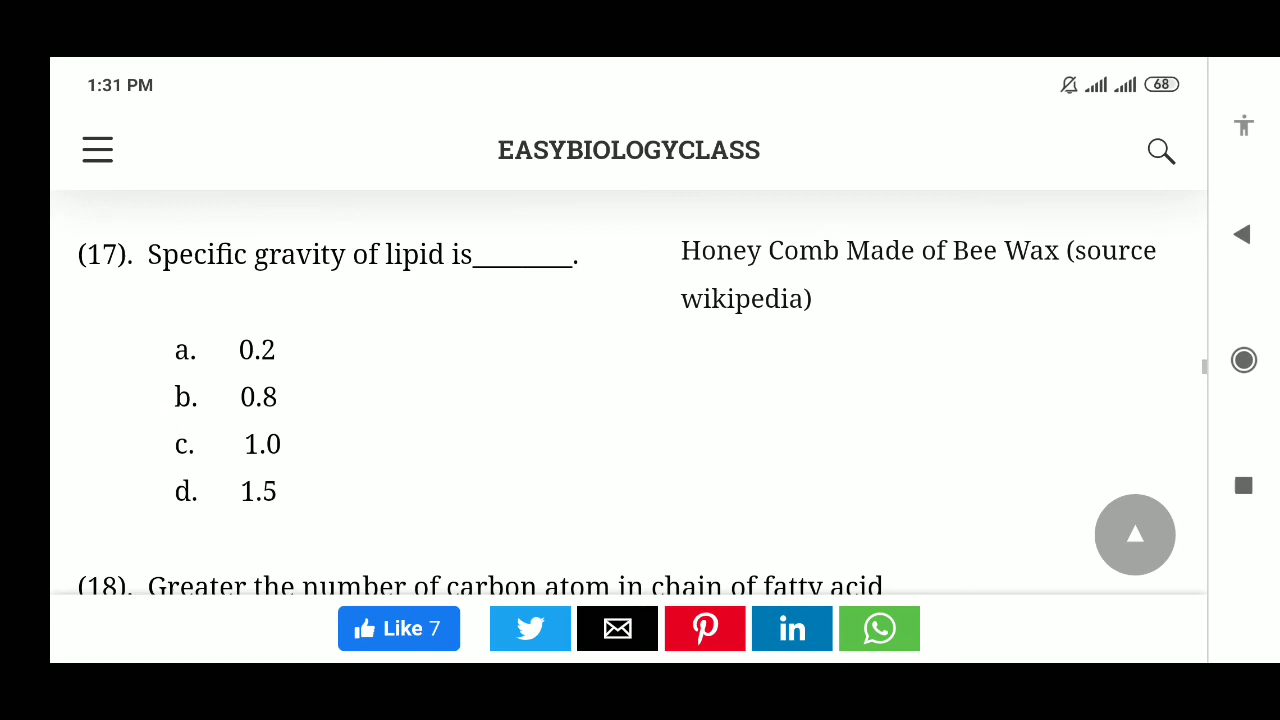 1:31 PM
68
EASYBIOLOGYCLASS
(17). Specific gravity of lipid is_______.
Honey Comb Made of Bee Wax (source
wikipedia)
a. 0.2
b. 0.8
c. 1.0
d. 1.5
(18). Greater the number of carbon atom in chain of fatty acid
Like 7
in